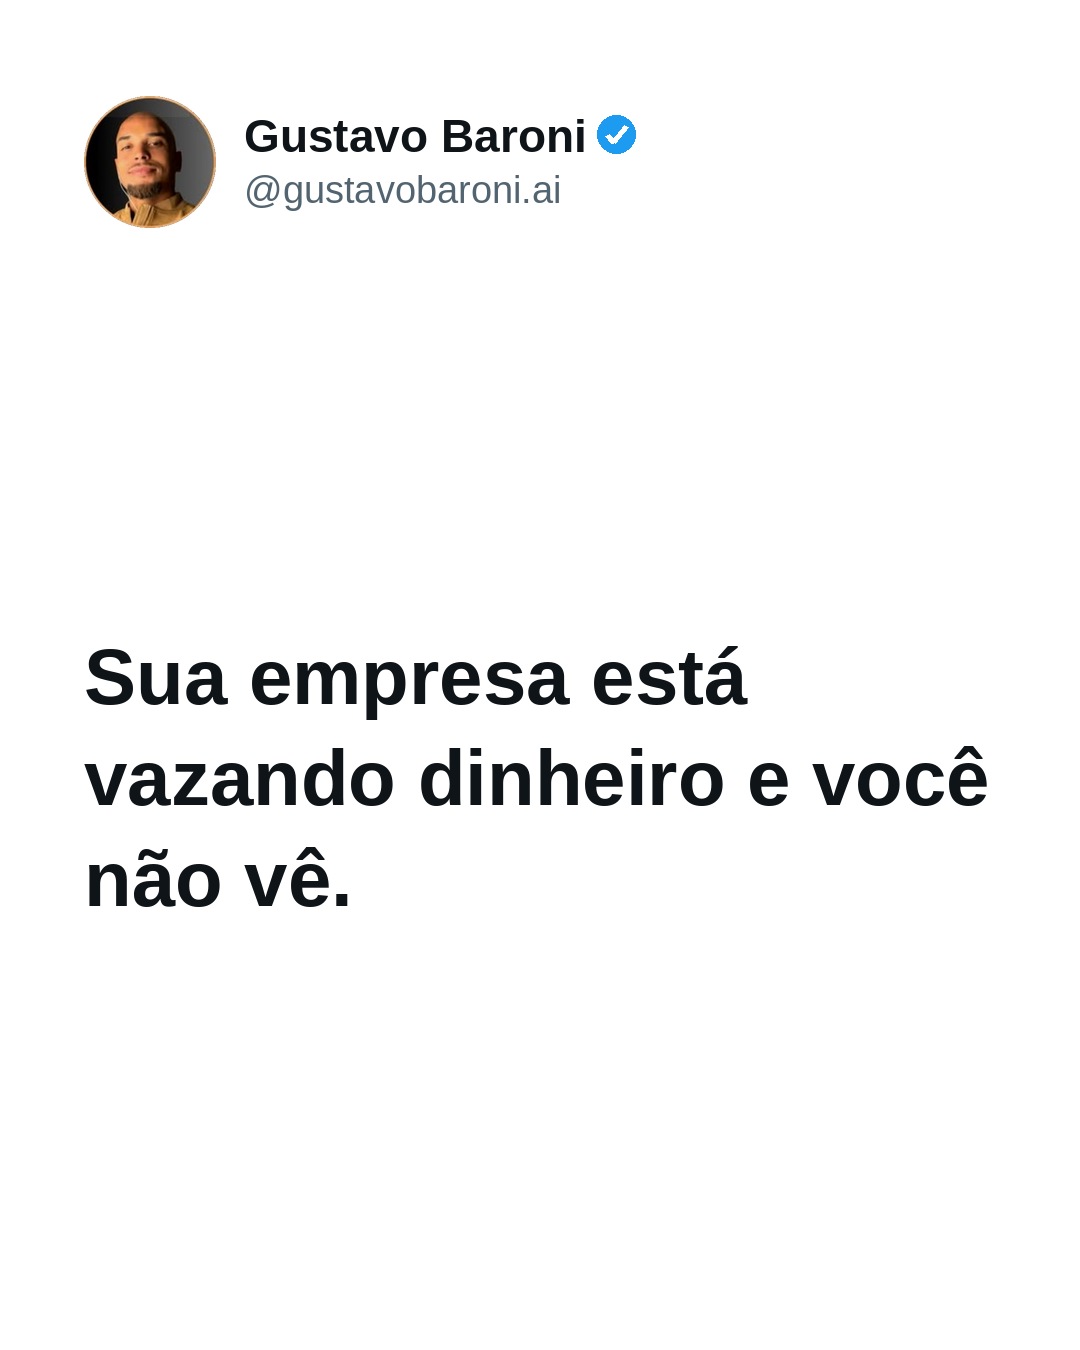 Gustavo Baroni
@gustavobaroni.ai
Sua empresa está
vazando dinheiro e você
não vê.